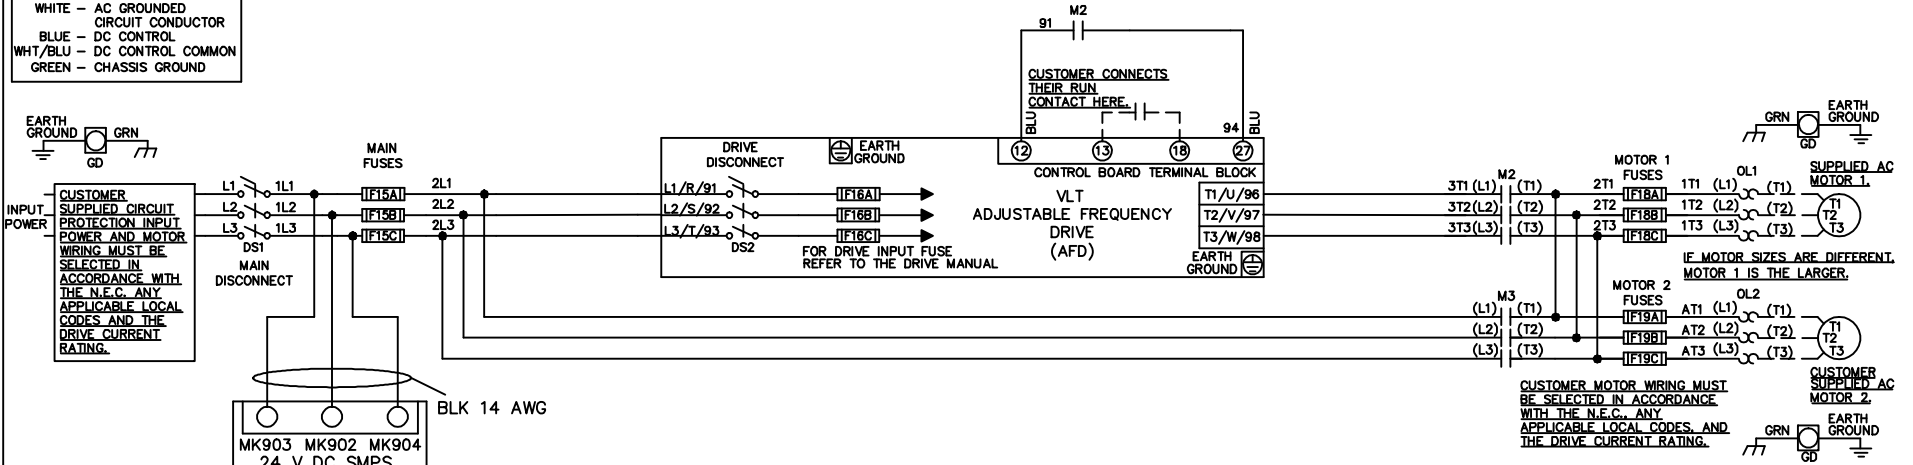 WHITE – AC GROUNDED
CIRCUIT CONDUCTOR
BLUE – DC CONTROL
WHT/BLU – DC CONTROL COMMON
GREEN – CHASSIS GROUND
EARTH
GROUND
GRN
GD
INPUT
POWER
CUSTOMER
SUPPLIED CIRCUIT
PROTECTION INPUT
POWER AND MOTOR
WIRING MUST BE
SELECTED IN
ACCORDANCE WITH
THE N.E.C. ANY
APPLICABLE LOCAL
CODES AND THE
DRIVE CURRENT
RATING.
L1 1L1
L2 1L2
L3 1L3
DS1
MAIN
DISCONNECT
MAIN
FUSES
F15A 2L1
F15B 2L2
F15C 2L3
BLK 14 AWG
MK903 MK902 MK904
24 V DC SMPS
DRIVE
DISCONNECT
L1/R/91
L2/S/92
L3/T/93
DS2
EARTH
GROUND
F16A
F16B
F16C
FOR DRIVE INPUT FUSE
REFER TO THE DRIVE MANUAL
M2
91
CUSTOMER CONNECTS
THEIR RUN
CONTACT HERE.
BLU
94 BLU
12 13 18 27
CONTROL BOARD TERMINAL BLOCK
VLT
ADJUSTABLE FREQUENCY
DRIVE
(AFD)
T1/U/96
T2/V/97
T3/W/98
EARTH
GROUND
M2
3T1 (L1) (T1)
3T2(L2) (T2)
3T3(L3) (T3)
MOTOR 1
FUSES
OL1
2T1 F18A 1T1 (L1) (T1)
2T2 F18B 1T2 (L2) (T2)
2T3 F18C 1T3 (L3) (T3)
T1
T2
T3
GRN
EARTH
GROUND
GD
SUPPLIED AC
MOTOR 1.
IF MOTOR SIZES ARE DIFFERENT,
MOTOR 1 IS THE LARGER.
M3
(L1) (T1)
(L2) (T2)
(L3) (T3)
MOTOR 2
FUSES
OL2
F19A AT1 (L1) (T1)
F19B AT2 (L2) (T2)
F19C AT3 (L3) (T3)
T1
T2
T3
CUSTOMER
SUPPLIED AC
MOTOR 2.
CUSTOMER MOTOR WIRING MUST
BE SELECTED IN ACCORDANCE
WITH THE N.E.C., ANY
APPLICABLE LOCAL CODES, AND
THE DRIVE CURRENT RATING.
GRN
EARTH
GROUND
GD